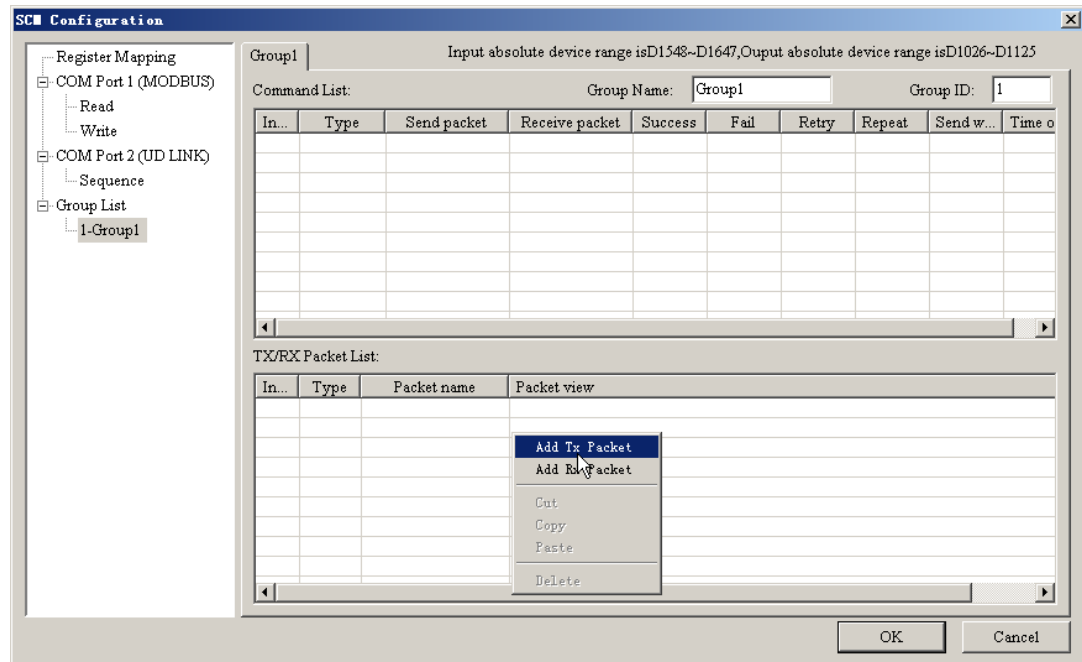 SCM Configuration
Register Mapping
COM Port 1 (MODBUS)
Read
Write
COM Port 2 (UD LINK)
Sequence
Group List
1-Group1
Group1
Input absolute device range isD1548~D1647,Ouput absolute device range isD1026~D1125
Command List:
Group Name: Group1
Group ID: 1
In... Type Send packet Receive packet Success Fail Retry Repeat Send w... Time o
TX/RX Packet List:
In... Type Packet name Packet view
Add Tx Packet
Add Rx Packet
Cut
Copy
Paste
Delete
OK Cancel